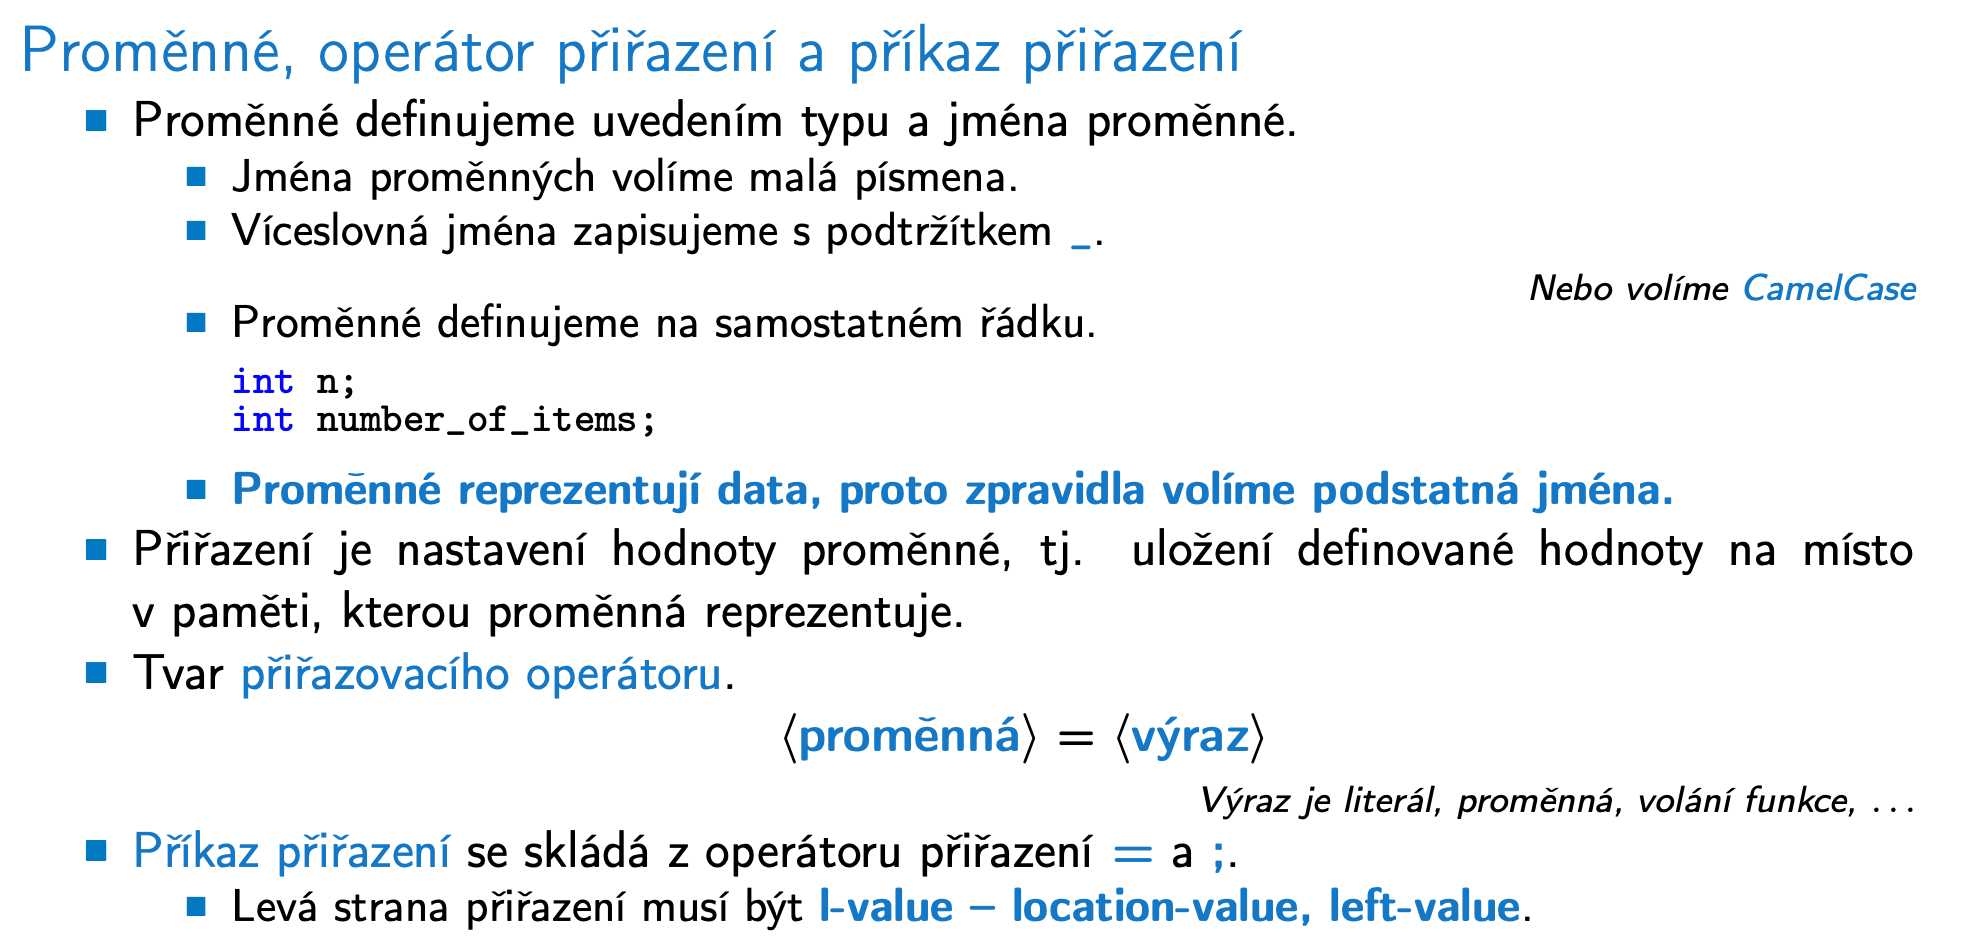 Proměnné, operátor přiřazení a příkaz přiřazení
Proměnné definujeme uvedením typu a jména proměnné.
Jména proměnných volíme malá písmena.
Víceslovná jména zapisujeme s podtržítkem _.
Nebo volíme CamelCase
Proměnné definujeme na samostatném řádku.
int n;
int number_of_items;
Proměnné reprezentují data, proto zpravidla volíme podstatná jména.
Přiřazení je nastavení hodnoty proměnné, tj. uložení definované hodnoty na místo
v paměti, kterou proměnná reprezentuje.
Tvar přiřazovacího operátoru.
⟨proměnná⟩ = ⟨výraz⟩
Výraz je literál, proměnná, volání funkce, ...
Příkaz přiřazení se skládá z operátoru přiřazení = a ;.
Levá strana přiřazení musí být l-value – location-value, left-value.